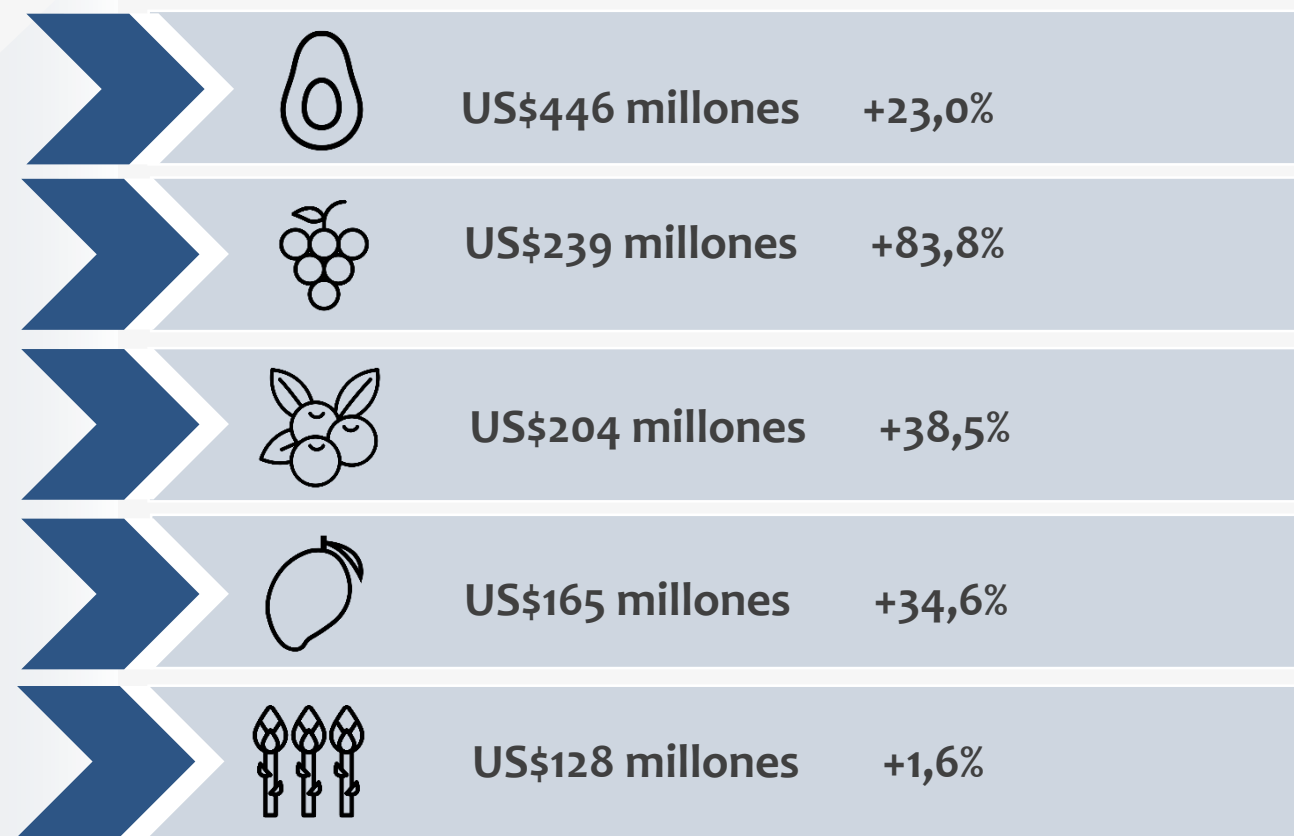 US$446 millones +23,0%
US$239 millones +83,8%
US$204 millones +38,5%
US$165 millones +34,6%
US$128 millones +1,6%